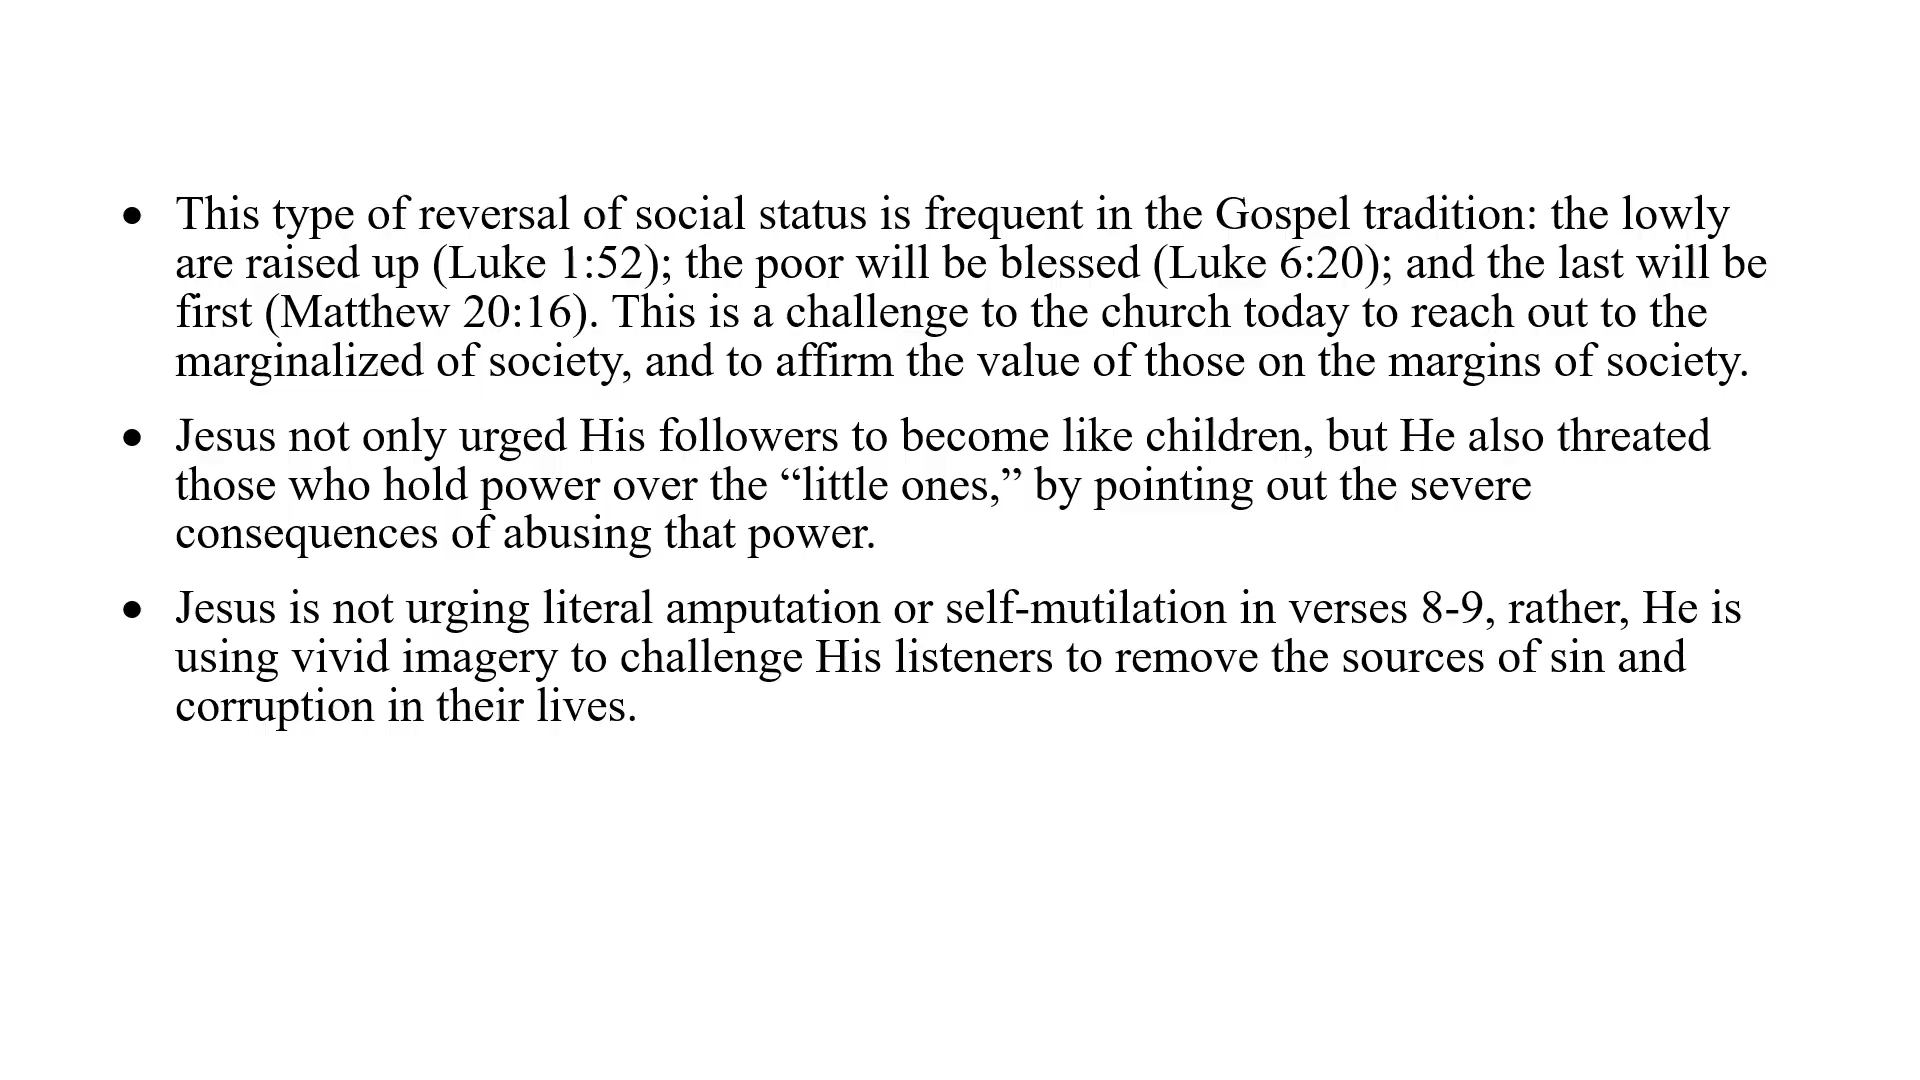 • This type of reversal of social status is frequent in the Gospel tradition: the lowly
are raised up (Luke 1:52); the poor will be blessed (Luke 6:20); and the last will be
first (Matthew 20:16). This is a challenge to the church today to reach out to the
marginalized of society, and to affirm the value of those on the margins of society.
• Jesus not only urged His followers to become like children, but He also threated
those who hold power over the “little ones,” by pointing out the severe
consequences of abusing that power.
• Jesus is not urging literal amputation or self-mutilation in verses 8-9, rather, He is
using vivid imagery to challenge His listeners to remove the sources of sin and
corruption in their lives.